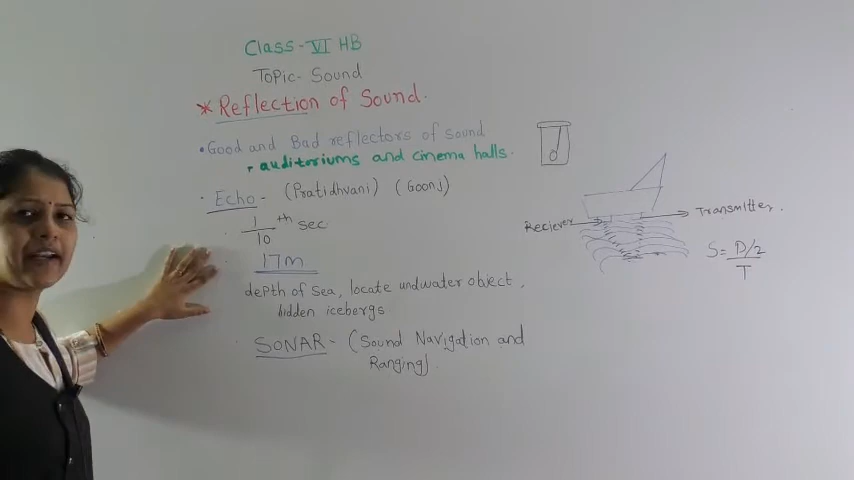 Class-VI HB
Topic- Sound
*Reflection of Sound.
•Good and Bad reflectors of sound
• auditoriums and cinema halls.
• Echo- (Pratidhvani) (Goonj)
1/10 th sec
17m
depth of sea, locate undwater object,
hidden icebergs
SONAR- (Sound Navigation and
Ranging).
Reciever
Transmitter.
S= D/2 / T